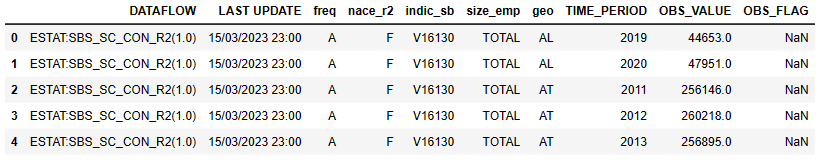 DATAFLOW LAST UPDATE freq nace_r2 indic_sb size_emp geo TIME_PERIOD OBS_VALUE OBS_FLAG
0 ESTAT:SBS_SC_CON_R2(1.0) 15/03/2023 23:00 A F V16130 TOTAL AL 2019 44653.0 NaN
1 ESTAT:SBS_SC_CON_R2(1.0) 15/03/2023 23:00 A F V16130 TOTAL AL 2020 47951.0 NaN
2 ESTAT:SBS_SC_CON_R2(1.0) 15/03/2023 23:00 A F V16130 TOTAL AT 2011 256146.0 NaN
3 ESTAT:SBS_SC_CON_R2(1.0) 15/03/2023 23:00 A F V16130 TOTAL AT 2012 260218.0 NaN
4 ESTAT:SBS_SC_CON_R2(1.0) 15/03/2023 23:00 A F V16130 TOTAL AT 2013 256895.0 NaN